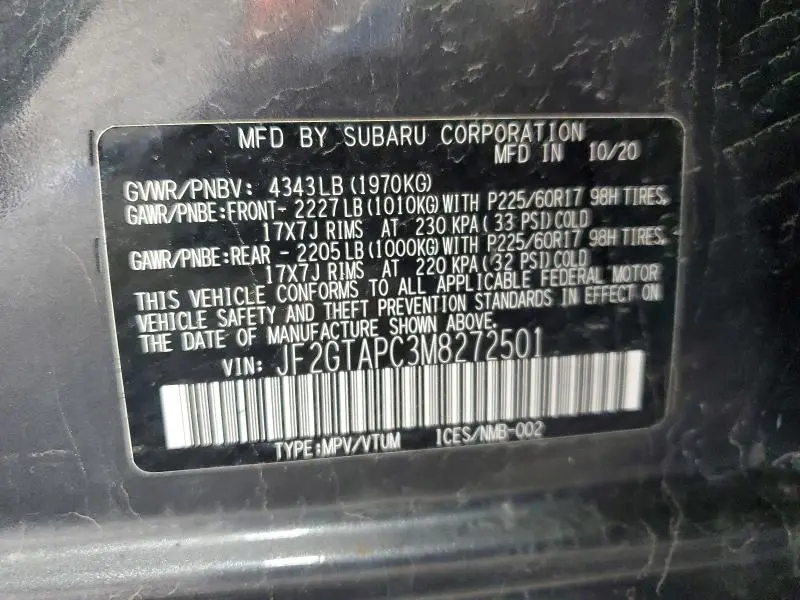 MFD BY SUBARU CORPORATION
MFD IN 10/20
GVWR/PNBV: 4343LB (1970KG)
GAWR/PNBE:FRONT- 2227LB (1010KG) WITH P225/60R17 98H TIRES,
17X7J RIMS AT 230 KPA( 33 PSI) COLD
GAWR/PNBE:REAR - 2205LB (1000KG) WITH P225/60R17 98H TIRES,
17X7J RIMS AT 220 KPA( 32 PSI) COLD
THIS VEHICLE CONFORMS TO ALL APPLICABLE FEDERAL MOTOR
VEHICLE SAFETY AND THEFT PREVENTION STANDARDS IN EFFECT ON
THE DATE OF MANUFACTURE SHOWN ABOVE.
VIN: JF2GTAPC3M8272501
TYPE:MPV/VTUM ICES/NMB-002